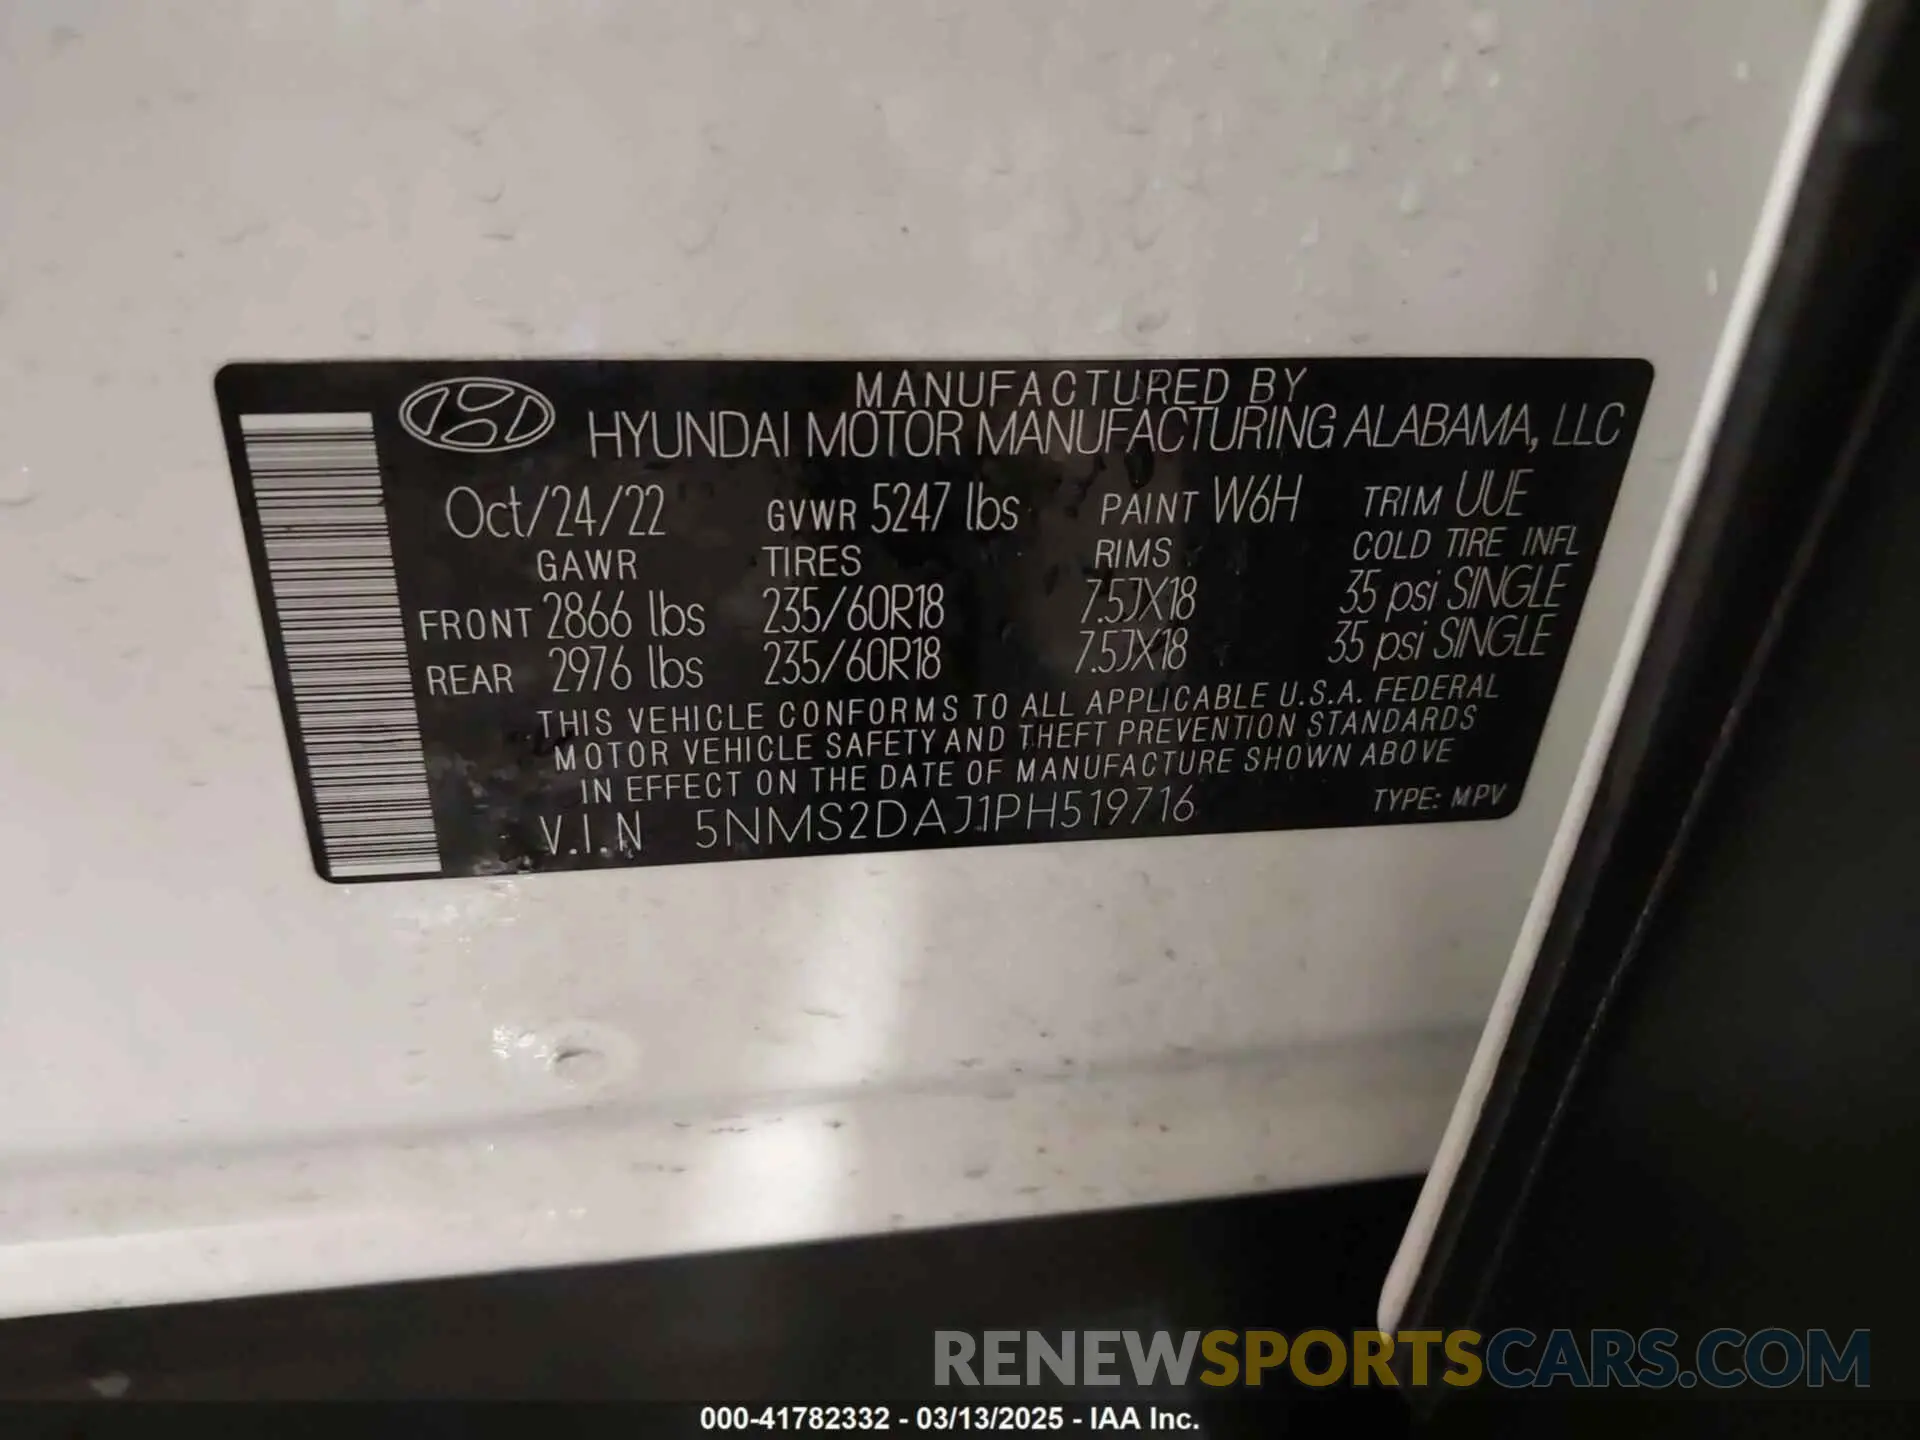 MANUFACTURED BY
HYUNDAI MOTOR MANUFACTURING ALABAMA, LLC
Oct/24/22 GVWR 5247 lbs PAINT W6H TRIM UUE
GAWR TIRES RIMS COLD TIRE INFL
FRONT 2866 lbs 235/60R18 7.5JX18 35 psi SINGLE
REAR 2976 lbs 235/60R18 7.5JX18 35 psi SINGLE
THIS VEHICLE CONFORMS TO ALL APPLICABLE U.S.A. FEDERAL
MOTOR VEHICLE SAFETY AND THEFT PREVENTION STANDARDS
IN EFFECT ON THE DATE OF MANUFACTURE SHOWN ABOVE
V.I.N 5NMS2DAJ1PH519716 TYPE: MPV
RENEWSPORTSCARS.COM
000-41782332 - 03/13/2025 - IAA Inc.